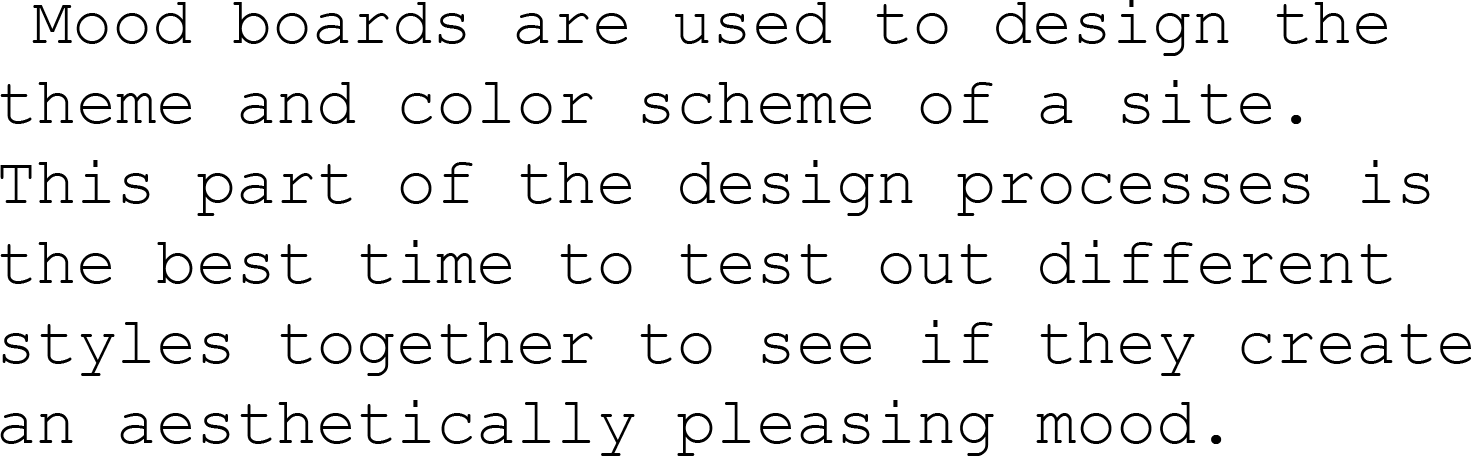 Mood boards are used to design the
theme and color scheme of a site.
This part of the design processes is
the best time to test out different
styles together to see if they create
an aesthetically pleasing mood.